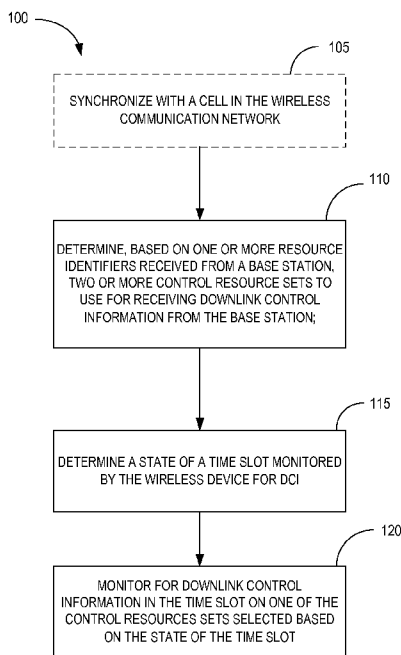 100
105
SYNCHRONIZE WITH A CELL IN THE WIRELESS
COMMUNICATION NETWORK
110
DETERMINE, BASED ON ONE OR MORE RESOURCE
IDENTIFIERS RECEIVED FROM A BASE STATION,
TWO OR MORE CONTROL RESOURCE SETS TO
USE FOR RECEIVING DOWNLINK CONTROL
INFORMATION FROM THE BASE STATION;
115
DETERMINE A STATE OF A TIME SLOT MONITORED
BY THE WIRELESS DEVICE FOR DCI
120
MONITOR FOR DOWNLINK CONTROL
INFORMATION IN THE TIME SLOT ON ONE OF THE
CONTROL RESOURCES SETS SELECTED BASED
ON THE STATE OF THE TIME SLOT